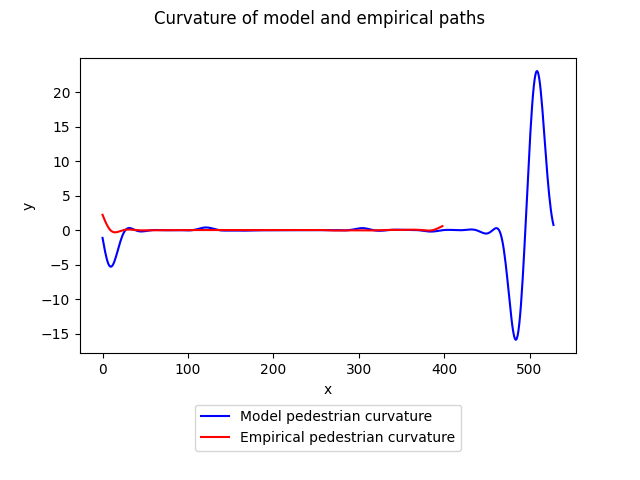 Curvature of model and empirical paths
20
15
10
5
0
−5
−10
−15
y
0 100 200 300 400 500
x
Model pedestrian curvature
Empirical pedestrian curvature